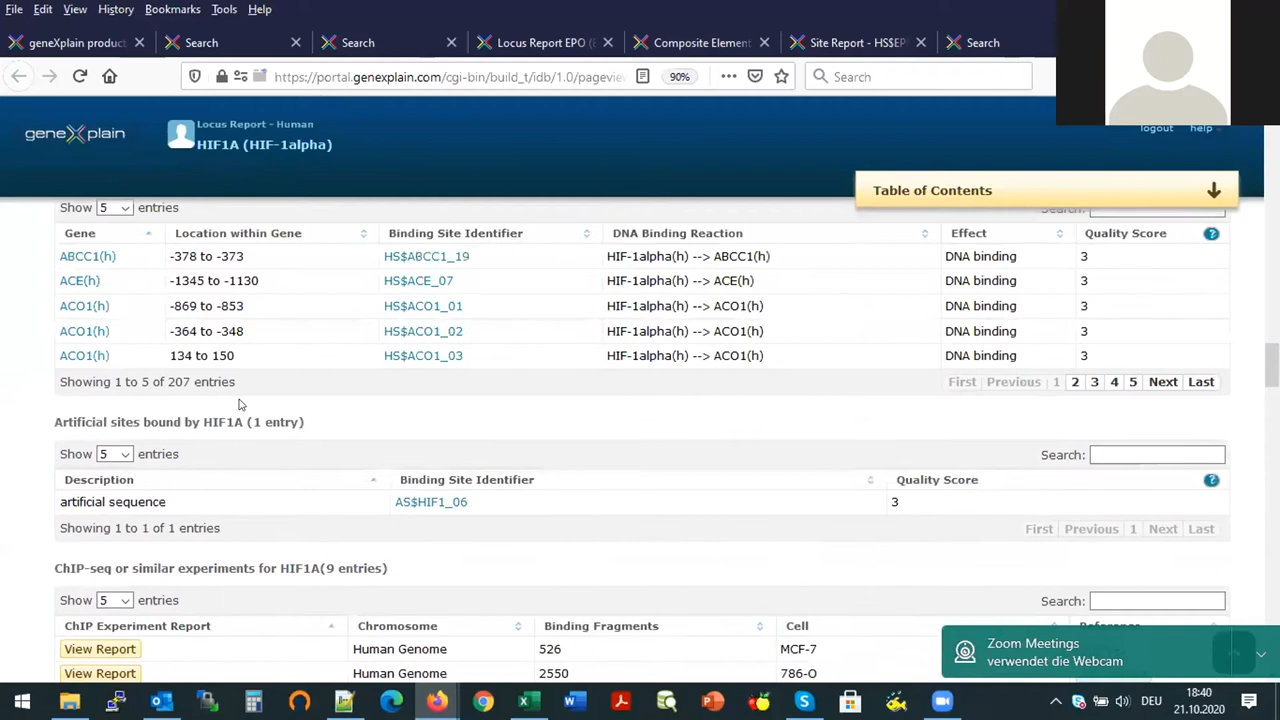 File Edit View History Bookmarks Tools Help
geneXplain product Search Search Locus Report EPO ( Composite Element Site Report - HS$EP Search
https://portal.genexplain.com/cgi-bin/build_t/idb/1.0/pagevie 90% Search
geneXplain
Locus Report - Human
HIF1A (HIF-1alpha)
logout help
Table of Contents
Show 5 entries Search:
Gene Location within Gene Binding Site Identifier DNA Binding Reaction Effect Quality Score ?
ABCC1(h) -378 to -373 HS$ABCC1_19 HIF-1alpha(h) --> ABCC1(h) DNA binding 3
ACE(h) -1345 to -1130 HS$ACE_07 HIF-1alpha(h) --> ACE(h) DNA binding 3
ACO1(h) -869 to -853 HS$ACO1_01 HIF-1alpha(h) --> ACO1(h) DNA binding 3
ACO1(h) -364 to -348 HS$ACO1_02 HIF-1alpha(h) --> ACO1(h) DNA binding 3
ACO1(h) 134 to 150 HS$ACO1_03 HIF-1alpha(h) --> ACO1(h) DNA binding 3
Showing 1 to 5 of 207 entries First Previous 1 2 3 4 5 Next Last
Artificial sites bound by HIF1A (1 entry)
Show 5 entries Search:
Description Binding Site Identifier Quality Score ?
artificial sequence AS$HIF1_06 3
Showing 1 to 1 of 1 entries First Previous 1 Next Last
ChIP-seq or similar experiments for HIF1A(9 entries)
Show 5 entries Search:
ChIP Experiment Report Chromosome Binding Fragments Cell Reference
View Report Human Genome 526 MCF-7
View Report Human Genome 2550 786-O
Zoom Meetings
verwendet die Webcam
DEU 18:40
21.10.2020